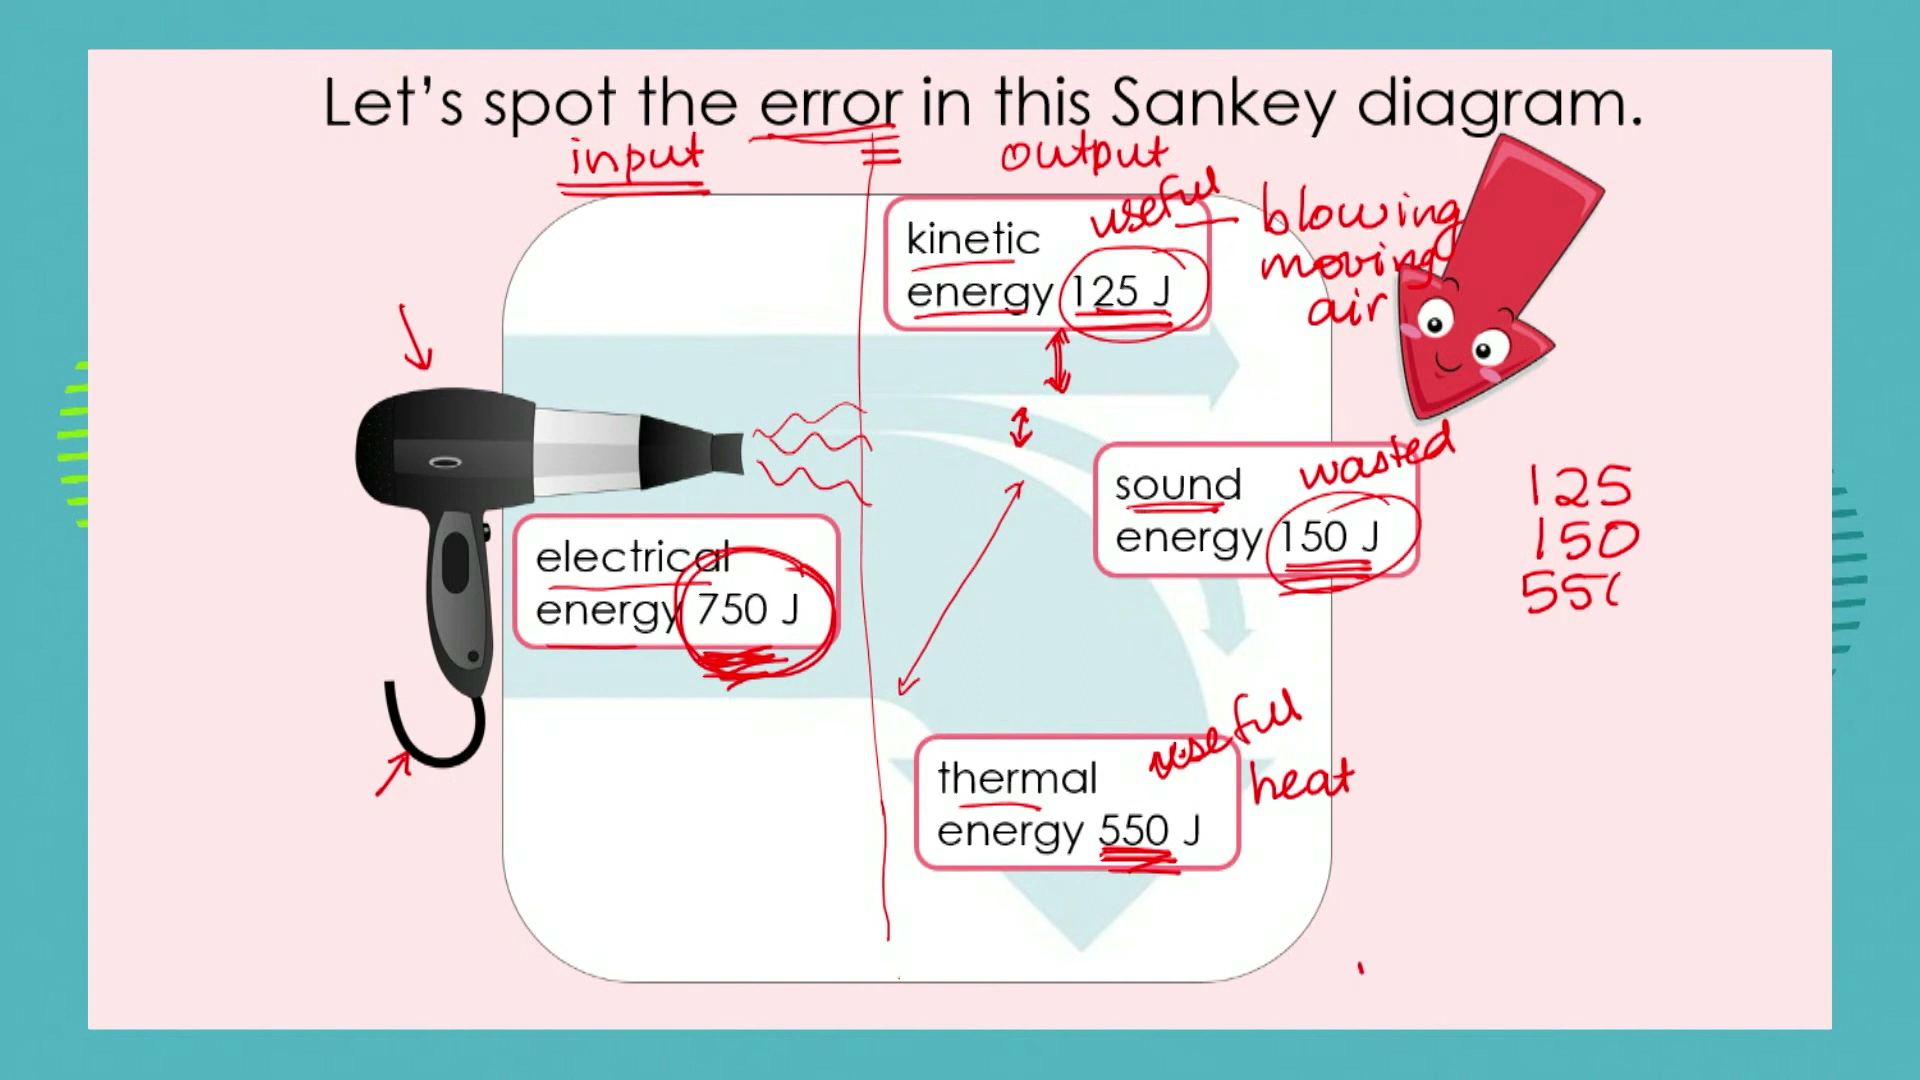 Let's spot the error in this Sankey diagram.
input
output
useful
kinetic
energy 125 J
blowing
moving
air
wasted
sound
energy 150 J
125
150
550
electrical
energy 750 J
useful
thermal
energy 550 J
heat